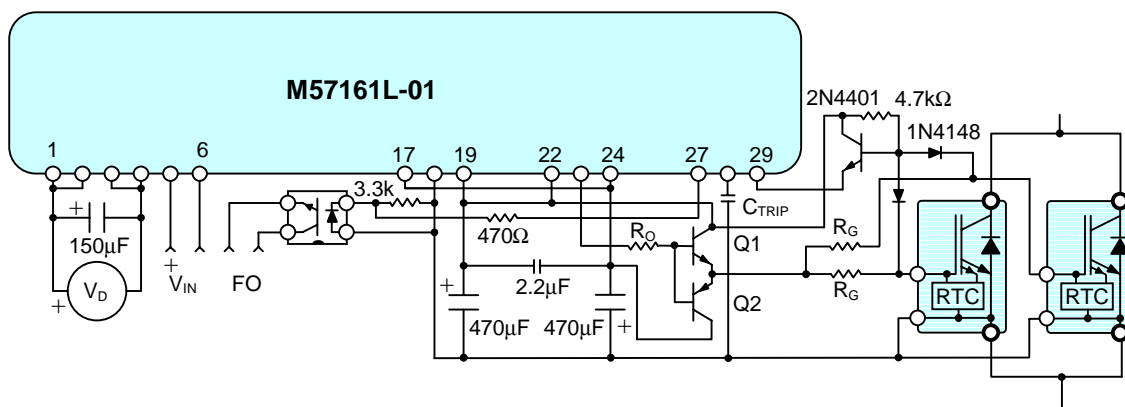 M57161L-01
2N4401 4.7kΩ
1N4148
1 6 17 19 22 24 27 29
3.3k
+
150µF
+
V_D
+
V_IN
FO
470Ω
C_TRIP
R_O
Q1
R_G
+
2.2µF
Q2
R_G
470µF 470µF
+
RTC RTC